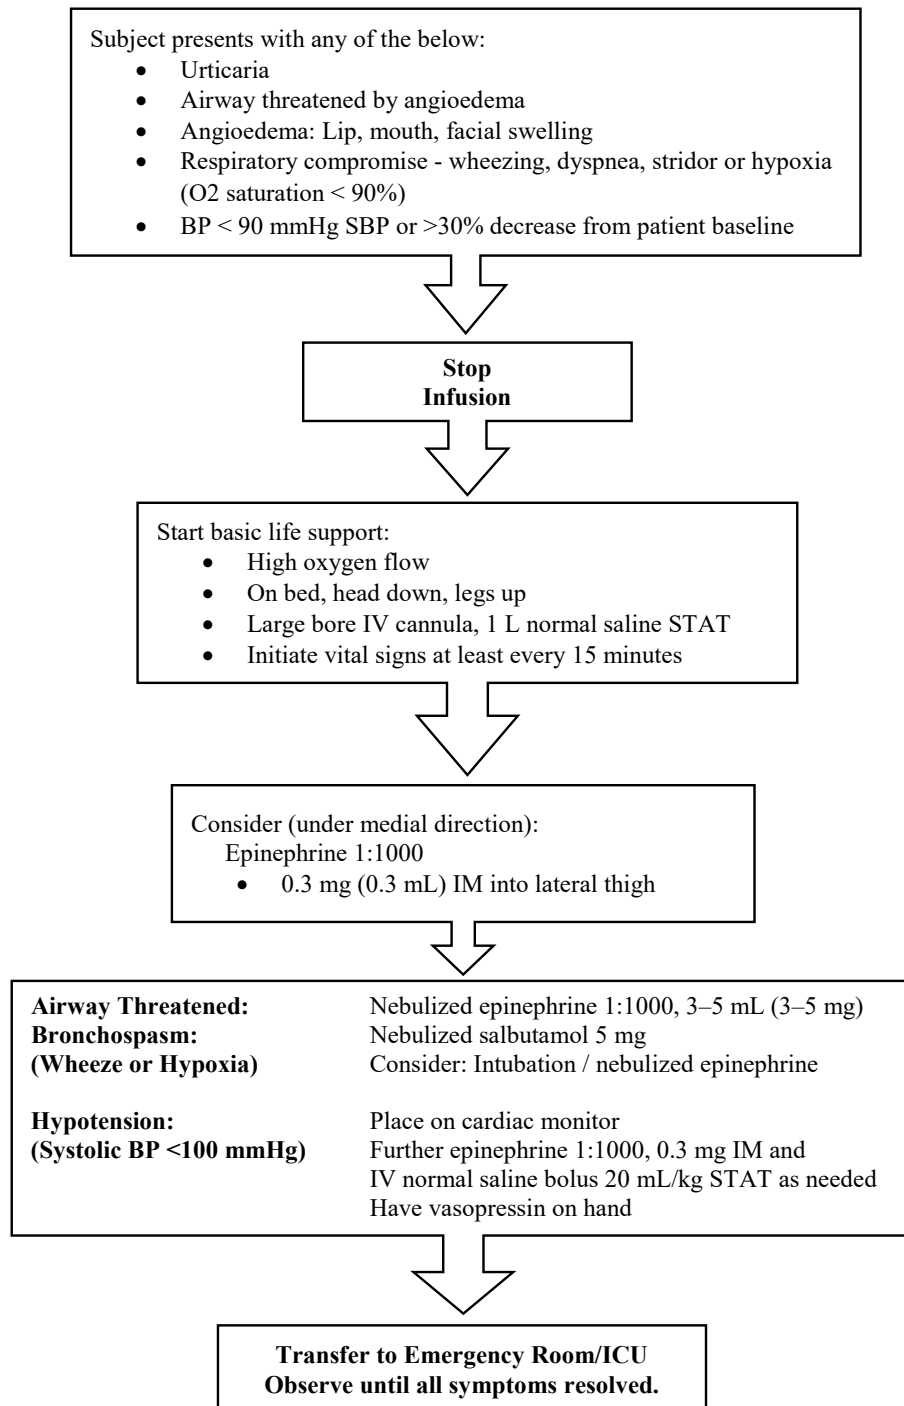 Subject presents with any of the below:
• Urticaria
• Airway threatened by angioedema
• Angioedema: Lip, mouth, facial swelling
• Respiratory compromise - wheezing, dyspnea, stridor or hypoxia
(O2 saturation < 90%)
• BP < 90 mmHg SBP or >30% decrease from patient baseline
Stop
Infusion
Start basic life support:
• High oxygen flow
• On bed, head down, legs up
• Large bore IV cannula, 1 L normal saline STAT
• Initiate vital signs at least every 15 minutes
Consider (under medial direction):
Epinephrine 1:1000
• 0.3 mg (0.3 mL) IM into lateral thigh
Airway Threatened: Nebulized epinephrine 1:1000, 3–5 mL (3–5 mg)
Bronchospasm: Nebulized salbutamol 5 mg
(Wheeze or Hypoxia) Consider: Intubation / nebulized epinephrine
Hypotension: Place on cardiac monitor
(Systolic BP <100 mmHg) Further epinephrine 1:1000, 0.3 mg IM and
IV normal saline bolus 20 mL/kg STAT as needed
Have vasopressin on hand
Transfer to Emergency Room/ICU
Observe until all symptoms resolved.